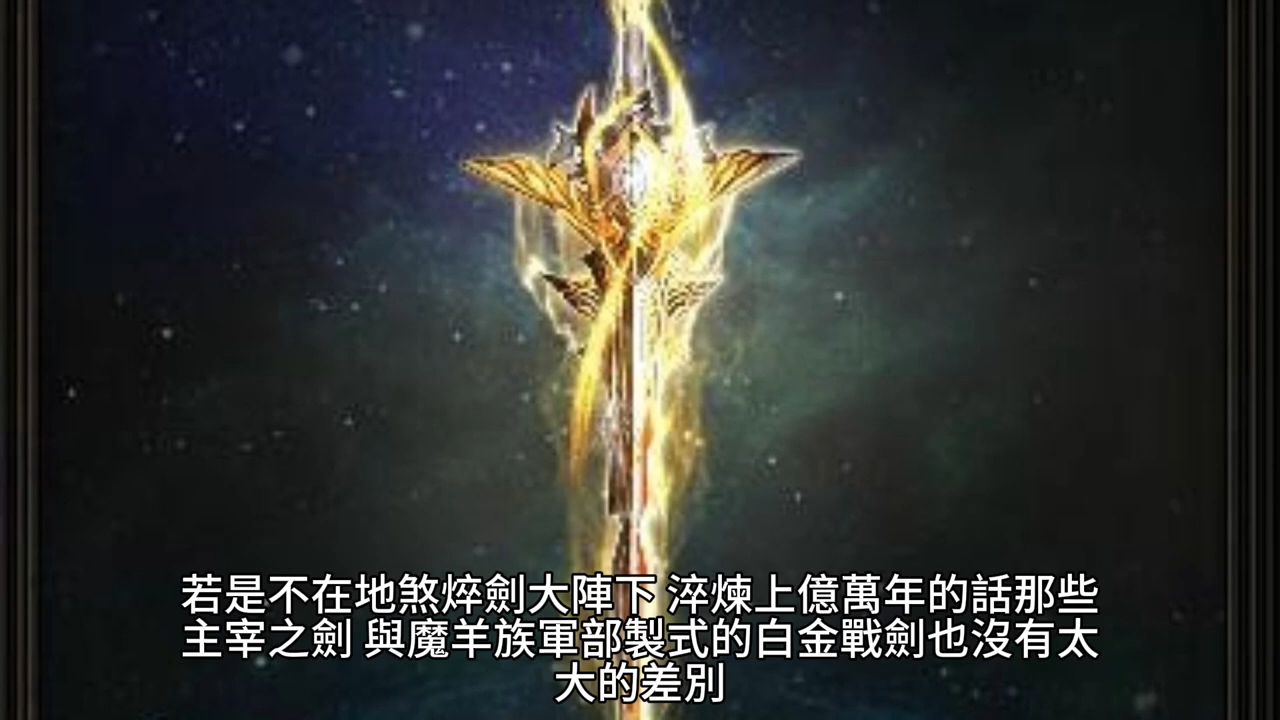 若是不在地煞焠劍大陣下 淬煉上億萬年的話那些
主宰之劍 與魔羊族軍部製式的白金戰劍也沒有太
大的差別